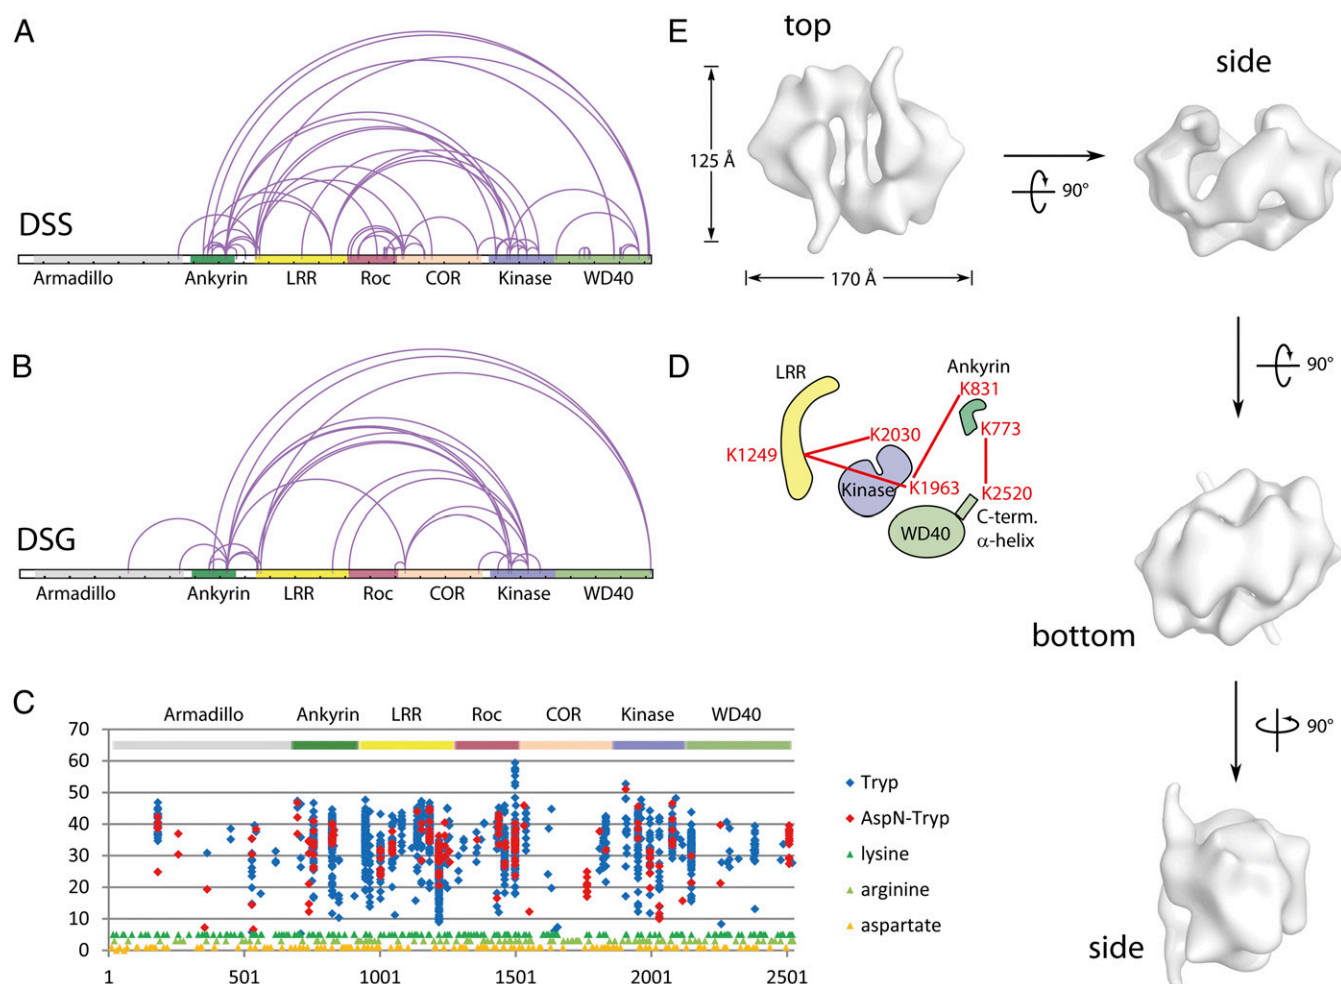 A
DSS
Armadillo Ankyrin LRR Roc COR Kinase WD40
B
DSG
Armadillo Ankyrin LRR Roc COR Kinase WD40
C
Armadillo Ankyrin LRR Roc COR Kinase WD40
70
60
50
40
30
20
10
0
1 501 1001 1501 2001 2501
Tryp
AspN-Tryp
lysine
arginine
aspartate
D
LRR
Ankyrin
K831
K2030
K773
K1249
Kinase
K1963
K2520
WD40
C-term.
α-helix
E
top
125 Å
170 Å
90°
side
90°
bottom
90°
side